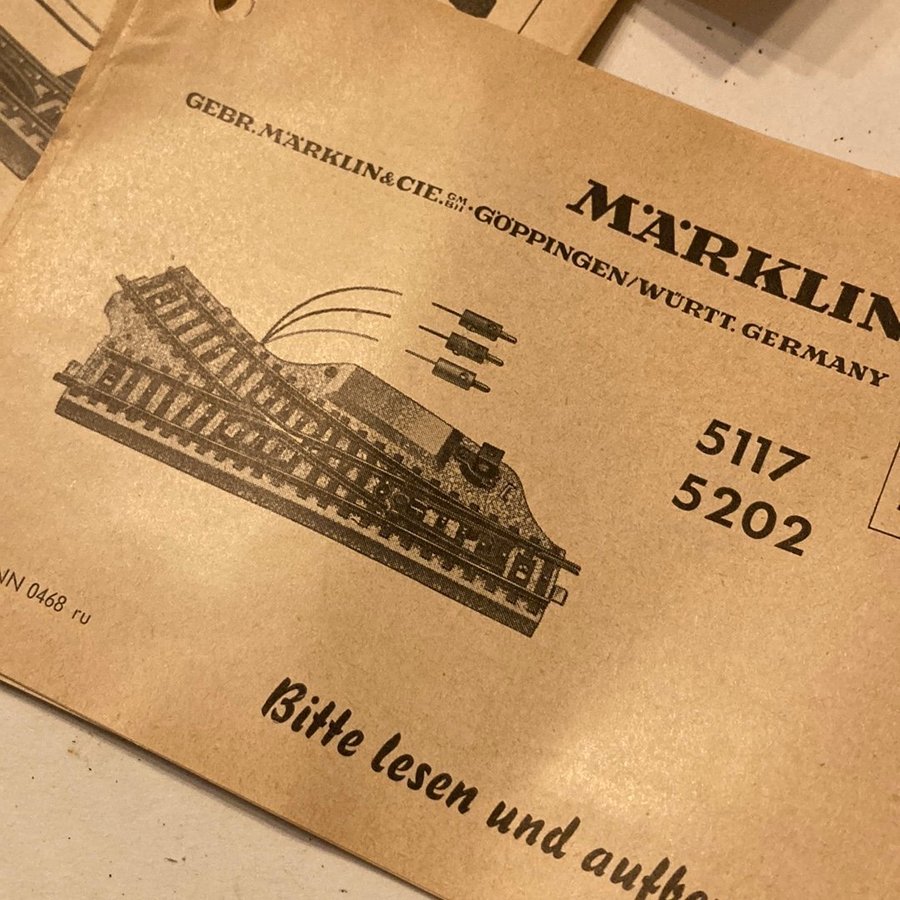 MÄRKLIN
GEBR. MÄRKLIN & CIE. GMBH · GÖPPINGEN/WÜRTT. GERMANY
5117
5202
NN 0468 ru
Bitte lesen und